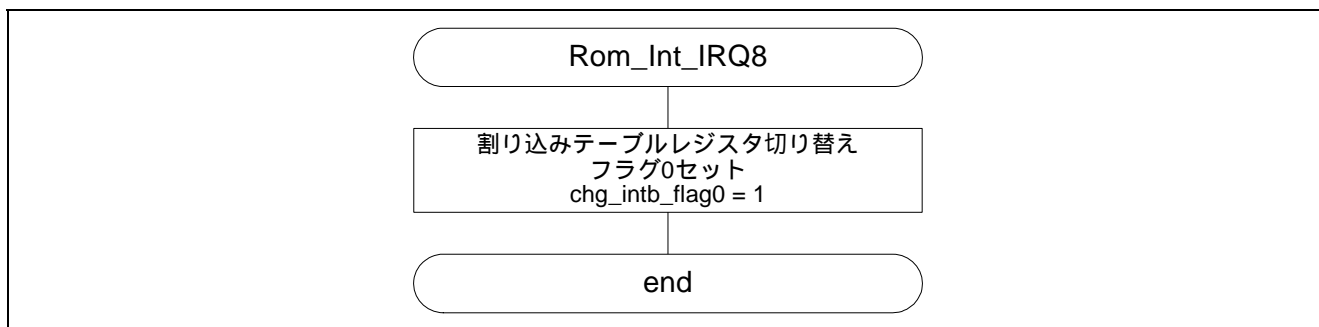 Rom_Int_IRQ8
割り込みテーブルレジスタ切り替え
フラグ0セット
chg_intb_flag0 = 1
end